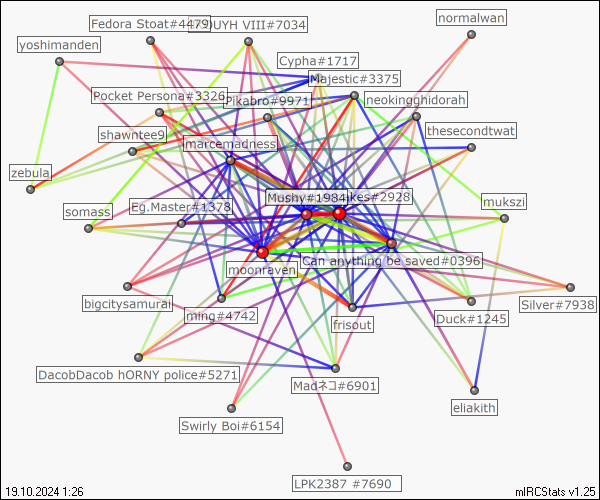 normalwan
Fedora Stoat#4479
UYH VIII#7034
yoshimanden
Cypha#1717
Majestic#3375
Pocket Persona#3326
Pikabro#9971
neokingghidorah
shawntee9
marcemadness
thesecondtwat
zebula
Mushy#1984
akes#2928
mukszi
somass
Eg.Master#1378
Can anything be saved#0396
moonraven
bigcitysamurai
Silver#7938
ming#4742
frisout
Duck#1245
DacobDacob hORNY police#5271
Madネコ#6901
eliakith
Swirly Boi#6154
LPK2387 #7690
19.10.2024 1:26
mIRCStats v1.25